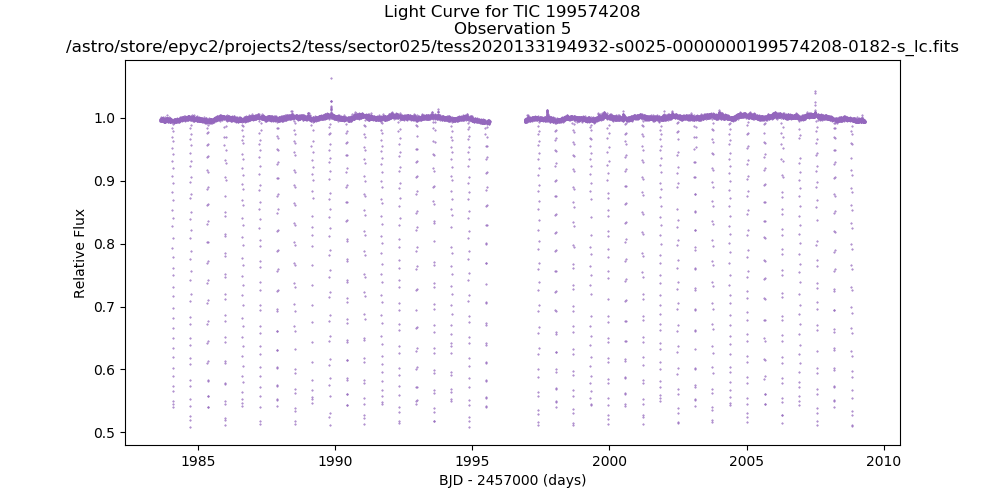 Light Curve for TIC 199574208
Observation 5
/astro/store/epyc2/projects2/tess/sector025/tess2020133194932-s0025-0000000199574208-0182-s_lc.fits
Relative Flux
1.0
0.9
0.8
0.7
0.6
0.5
1985
1990
1995
2000
2005
2010
BJD - 2457000 (days)